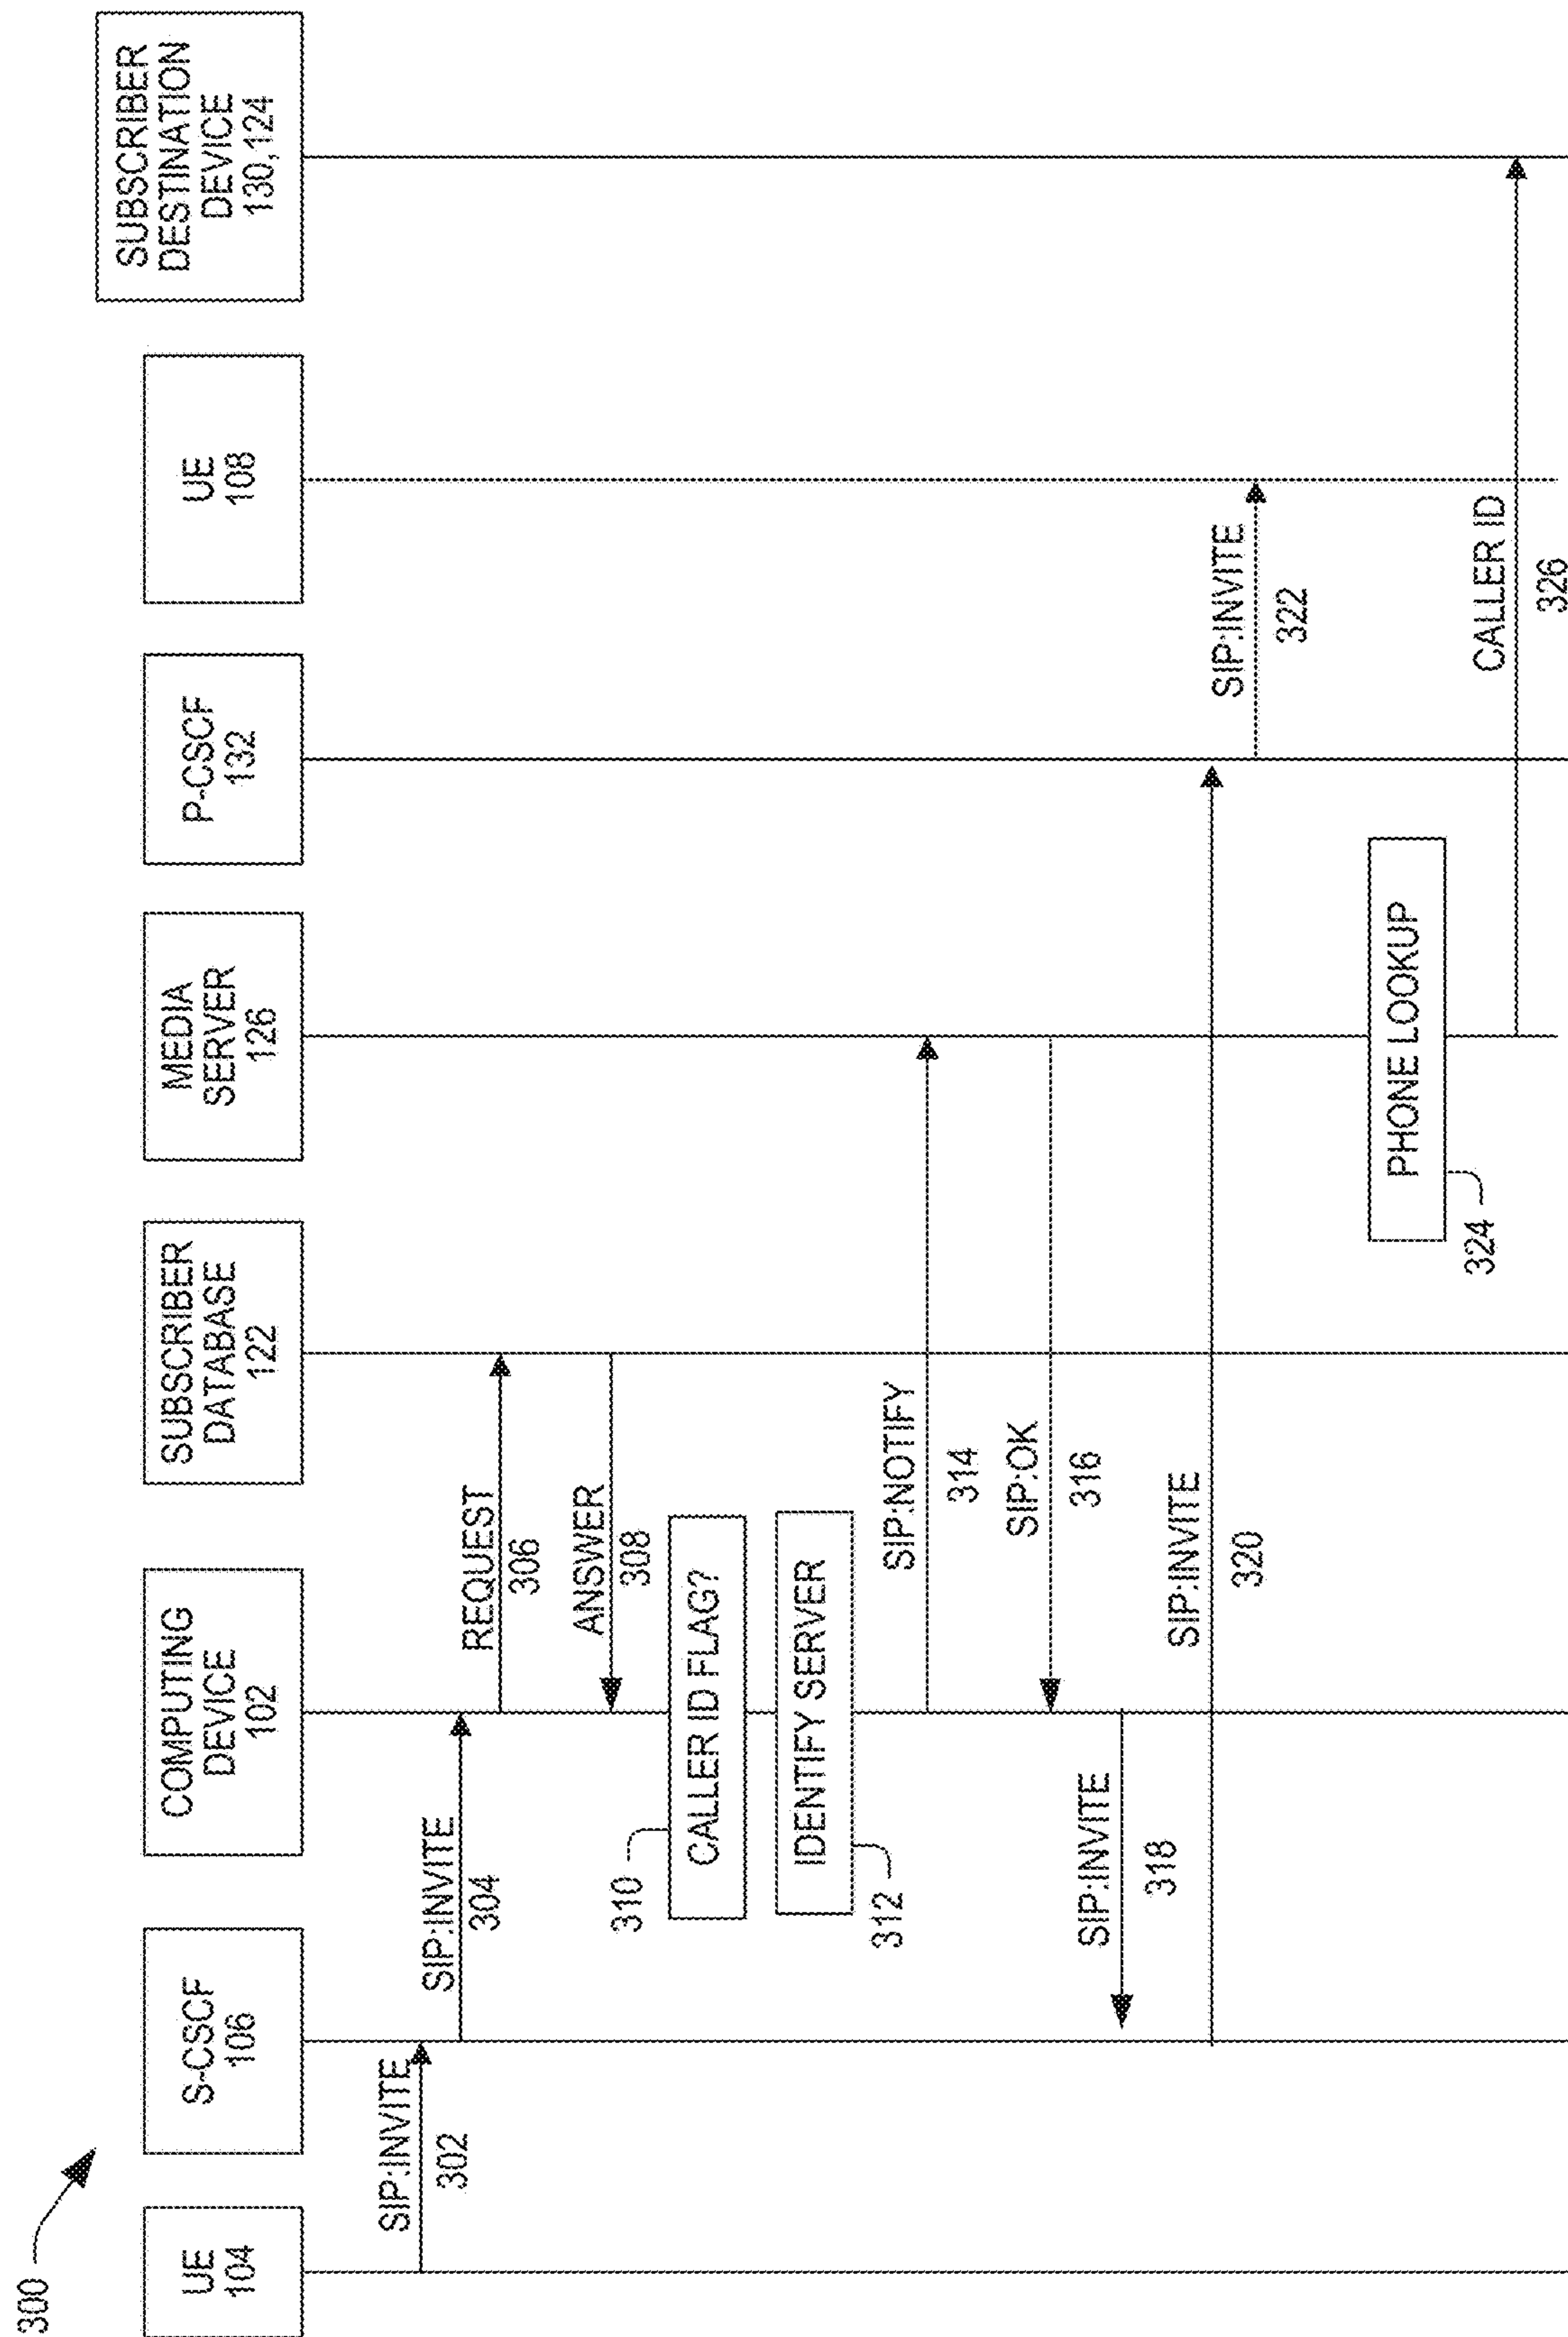 300
UE
104
S-CSCF
106
COMPUTING
DEVICE
102
SUBSCRIBER
DATABASE
122
MEDIA
SERVER
126
P-CSCF
132
UE
108
SUBSCRIBER
DESTINATION
DEVICE
130,124
SIP:INVITE
302
SIP:INVITE
304
REQUEST
306
ANSWER
308
310
CALLER ID FLAG?
312
IDENTIFY SERVER
SIP:NOTIFY
314
SIP:OK
316
SIP:INVITE
318
SIP:INVITE
320
SIP:INVITE
322
PHONE LOOKUP
324
CALLER ID
326